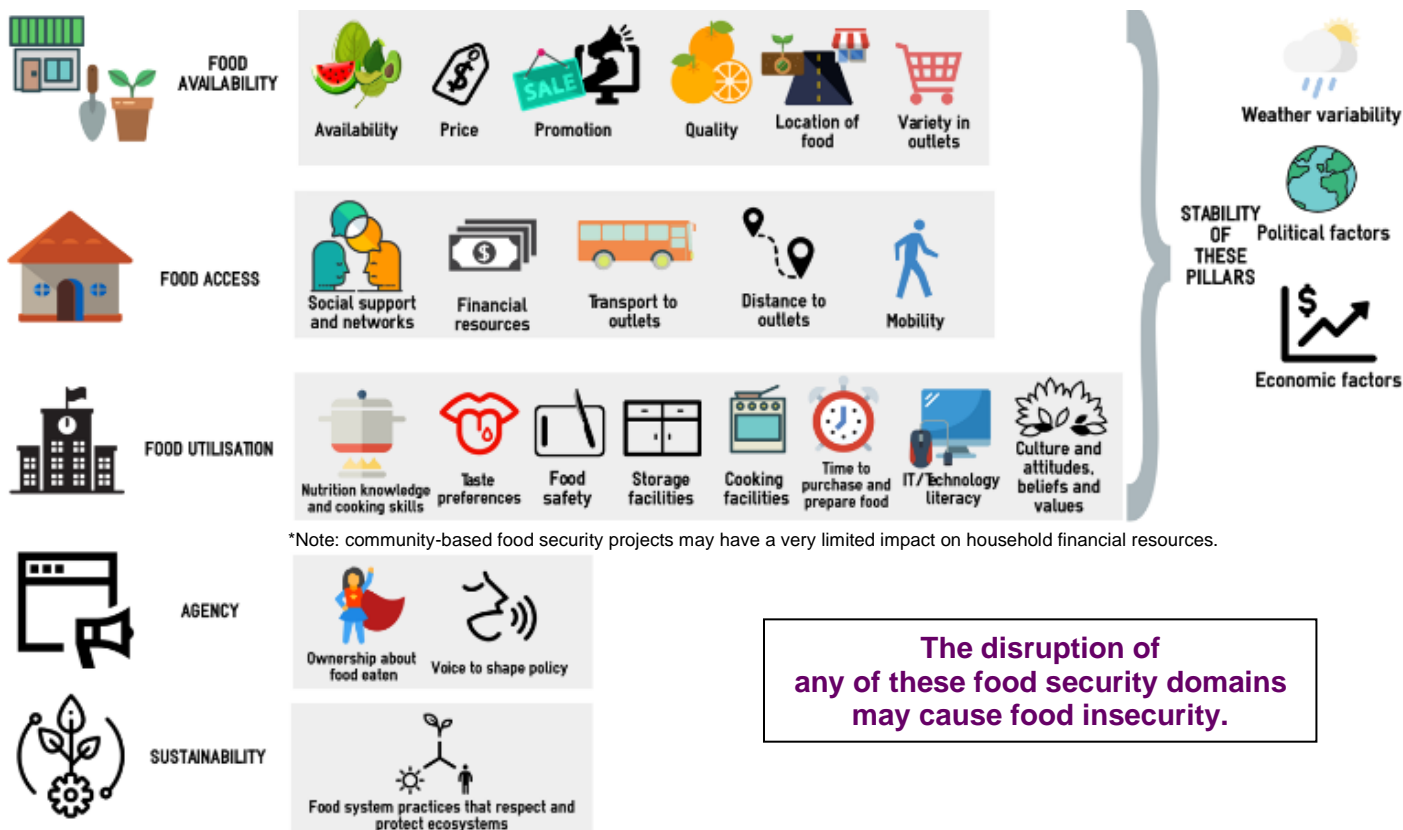 FOOD
AVAILABILITY
Availability
$
Price
SALE
Promotion
Quality
Location of
food
Variety in
outlets
FOOD ACCESS
Social support
and networks
$
Financial
resources
Transport to
outlets
Distance to
outlets
Mobility
FOOD UTILISATION
Nutrition knowledge
and cooking skills
Taste
preferences
Food
safety
Storage
facilities
Cooking
facilities
Time to
purchase and
prepare food
IT/Technology
literacy
Culture and
attitudes,
beliefs and
values
STABILITY
OF
THESE
PILLARS
Weather variability
Political factors
$
Economic factors
*Note: community-based food security projects may have a very limited impact on household financial resources.
AGENCY
Ownership about
food eaten
Voice to shape policy
The disruption of
any of these food security domains
may cause food insecurity.
SUSTAINABILITY
Food system practices that respect and
protect ecosystems